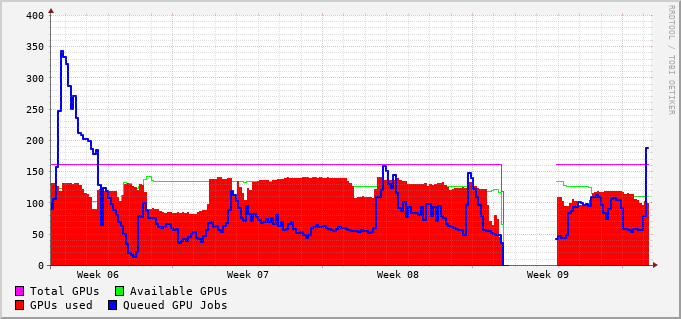 400
350
300
250
200
150
100
50
0
Week 06 Week 07 Week 08 Week 09
Total GPUs Available GPUs
GPUs used Queued GPU Jobs
RRDTOOL / TOBI OETIKER